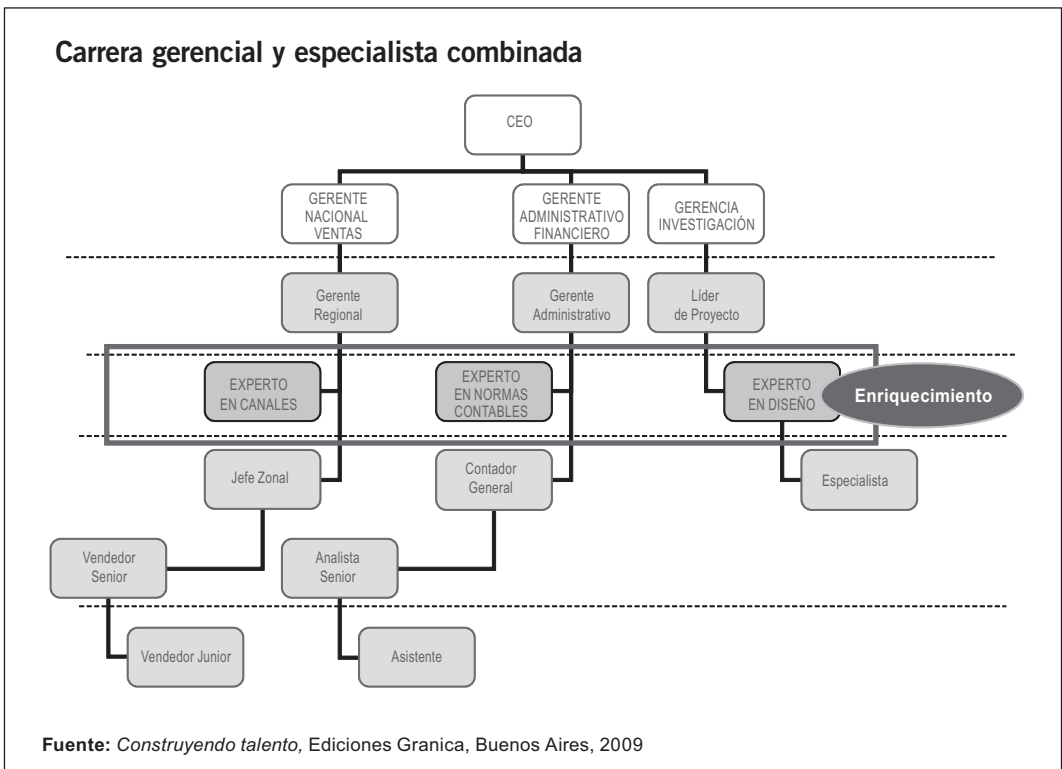 Carrera gerencial y especialista combinada
CEO
GERENTE
NACIONAL
VENTAS
GERENTE
ADMINISTRATIVO
FINANCIERO
GERENCIA
INVESTIGACIÓN
Gerente
Regional
Gerente
Administrativo
Líder
de Proyecto
EXPERTO
EN CANALES
EXPERTO
EN NORMAS
CONTABLES
EXPERTO
EN DISEÑO
Enriquecimiento
Jefe Zonal
Contador
General
Especialista
Vendedor
Senior
Analista
Senior
Vendedor Junior
Asistente
Fuente: Construyendo talento, Ediciones Granica, Buenos Aires, 2009